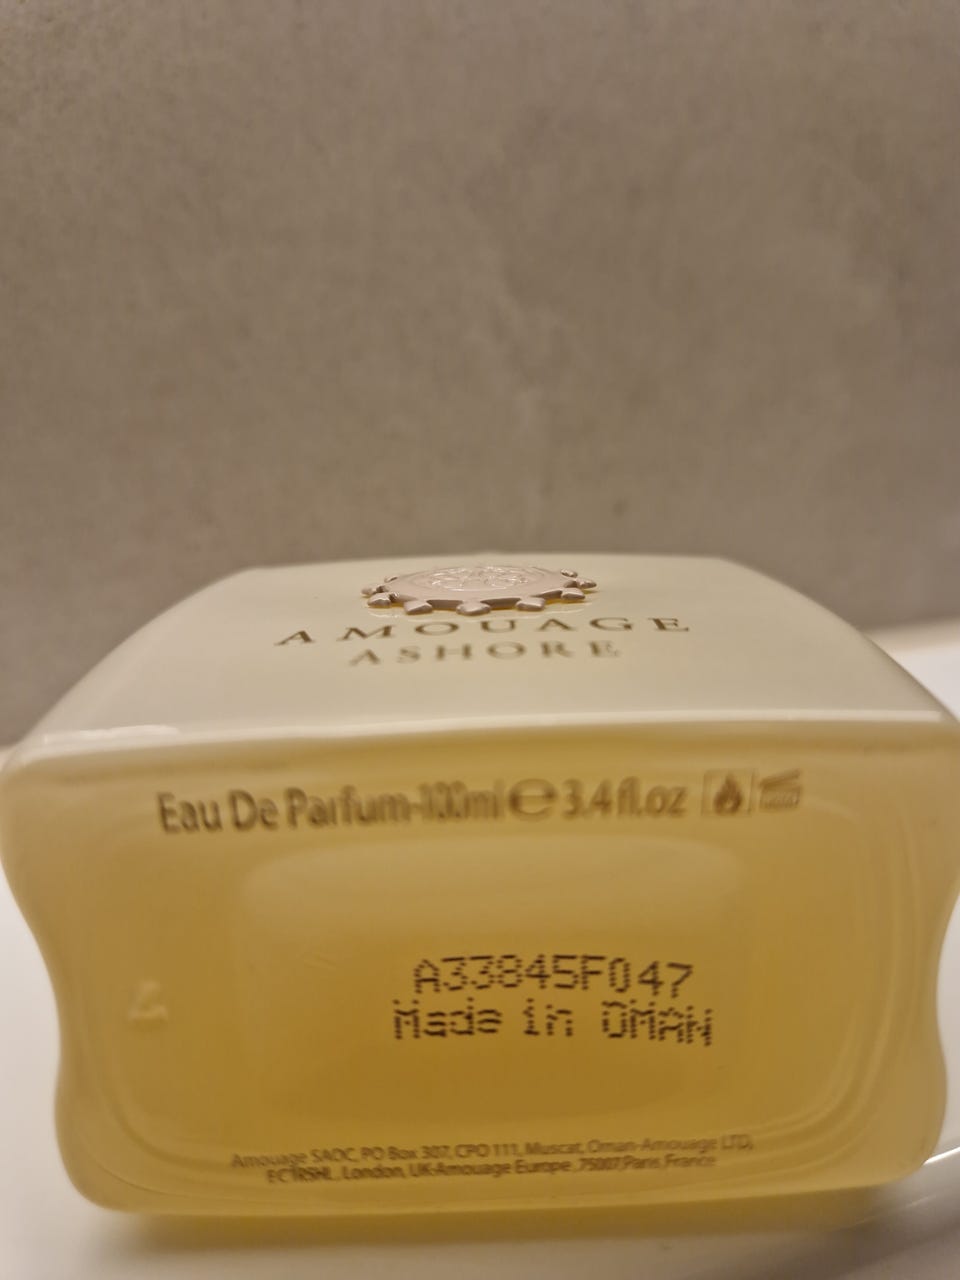 AMOUAGE
ASHORE
Eau De Parfum-100ml ℮ 3.4 fl.oz
A33845F047
Made in OMAN
Amouage SAOC, PO Box 307, CPO 111, Muscat, Oman-Amouage LTD,
London, UK-Amouage Europe, 75007, Paris, France